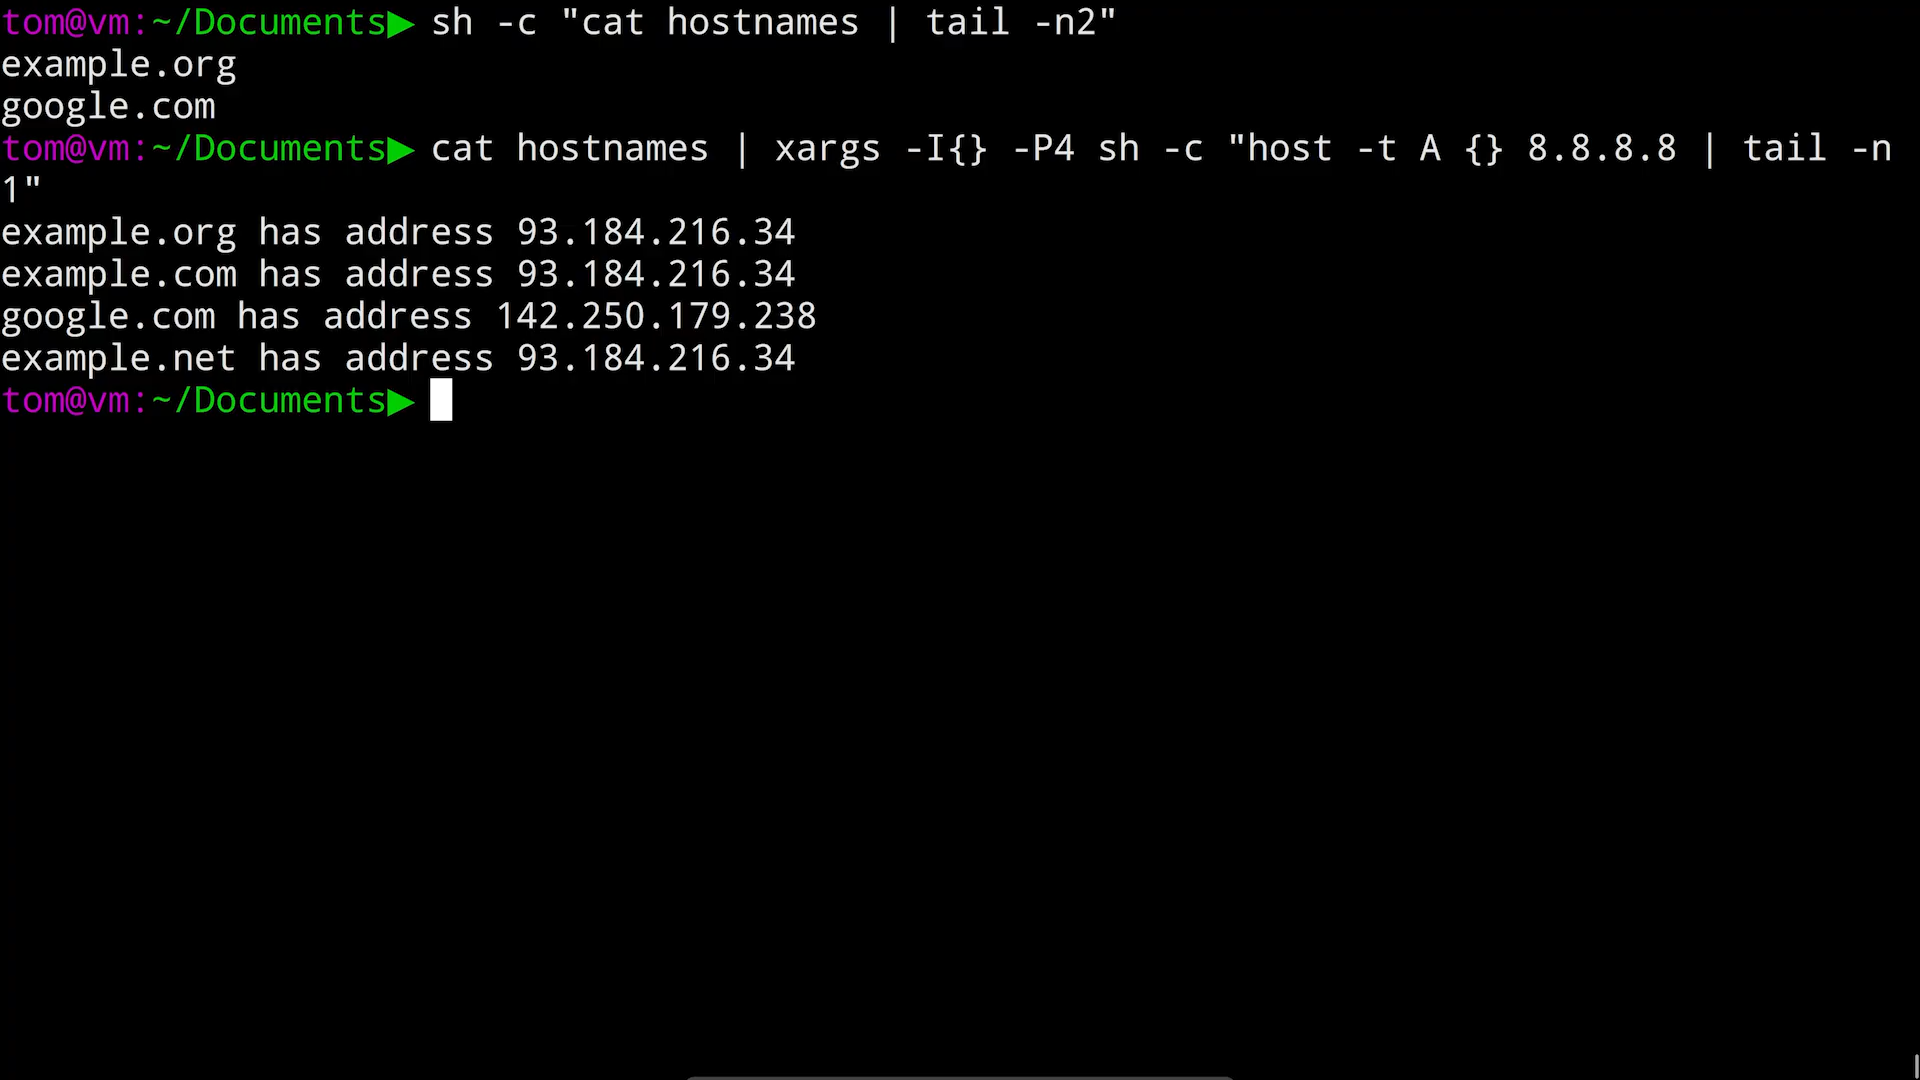 tom@vm:~/Documents▶ sh -c "cat hostnames | tail -n2"
example.org
google.com
tom@vm:~/Documents▶ cat hostnames | xargs -I{} -P4 sh -c "host -t A {} 8.8.8.8 | tail -n
1"
example.org has address 93.184.216.34
example.com has address 93.184.216.34
google.com has address 142.250.179.238
example.net has address 93.184.216.34
tom@vm:~/Documents▶